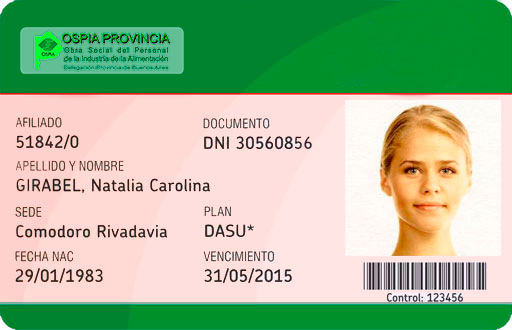 OSPIA PROVINCIA
Obra Social del Personal
de la Industria de la Alimentación
Delegación Provincia de Buenos Aires
OSPIA
AFILIADO
51842/0
DOCUMENTO
DNI 30560856
APELLIDO Y NOMBRE
GIRABEL, Natalia Carolina
SEDE
Comodoro Rivadavia
PLAN
DASU*
FECHA NAC
29/01/1983
VENCIMIENTO
31/05/2015
Control: 123456